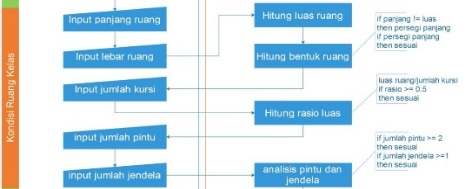 Kondisi Ruang Kelas
Input panjang ruang
Hitung luas ruang
if panjang != luas
then persegi panjang
if persegi panjang
then sesuai
Input lebar ruang
Hitung bentuk ruang
Input jumlah kursi
luas ruang/jumlah kursi
if rasio >= 0.5
then sesuai
Hitung rasio luas
input jumlah pintu
if jumlah pintu >= 2
then sesuai
if jumlah jendela >=1
then sesuai
input jumlah jendela
analisis pintu dan
jendela